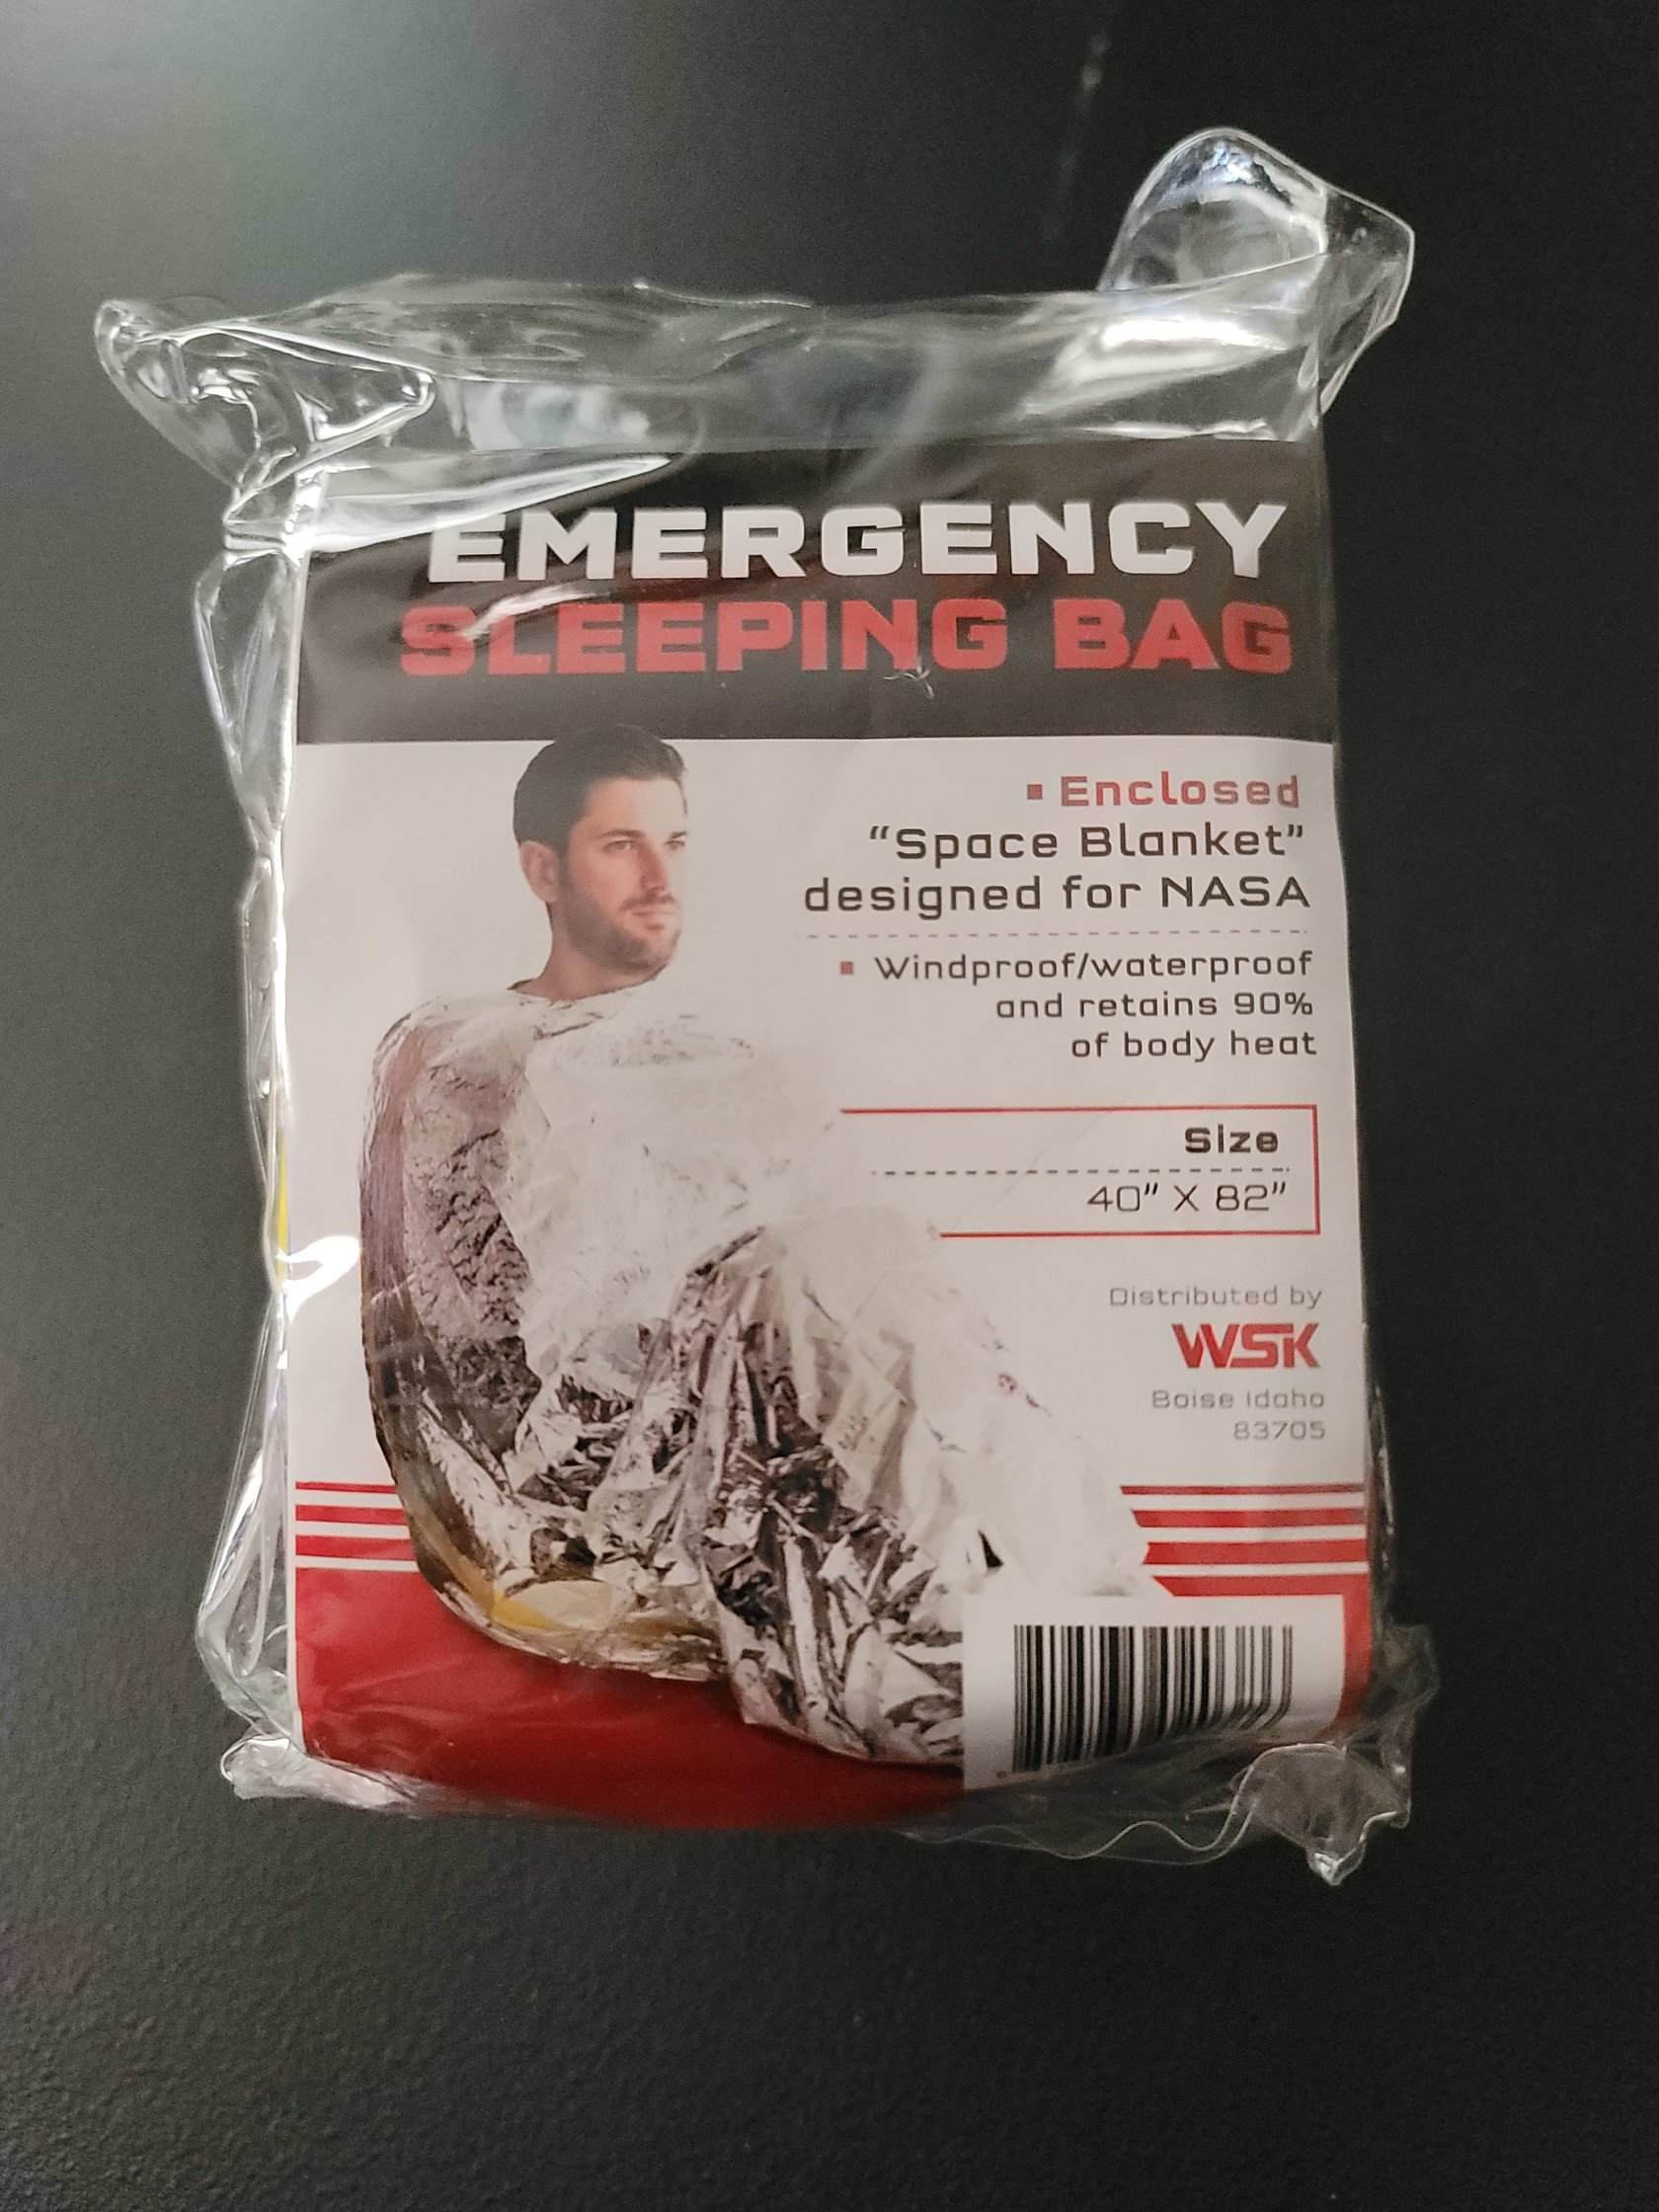 EMERGENCY
SLEEPING BAG
▪ Enclosed
“Space Blanket”
designed for NASA
▪ Windproof/waterproof
and retains 90%
of body heat
Size
40” X 82”
Distributed by
WSK
Boise Idaho
83705